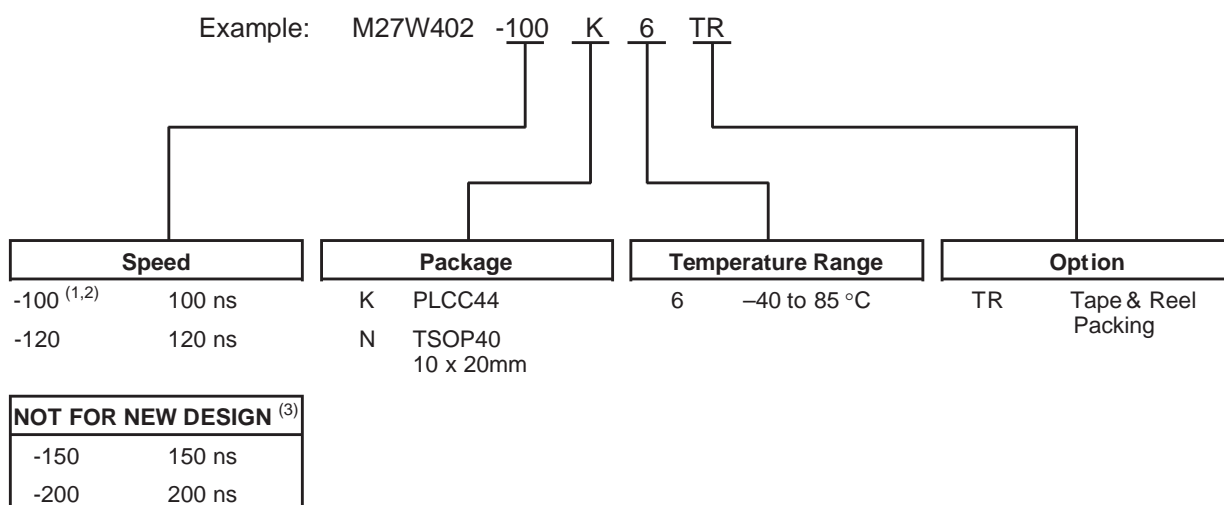 Example: M27W402 -100 K 6 TR
Speed
-100 (1,2) 100 ns
-120 120 ns
Package
K PLCC44
N TSOP40
10 x 20mm
Temperature Range
6 –40 to 85 °C
Option
TR Tape & Reel
Packing
NOT FOR NEW DESIGN (3)
-150 150 ns
-200 200 ns